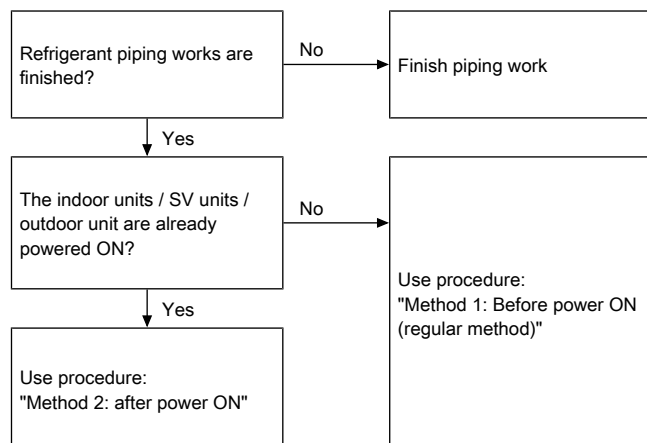 Refrigerant piping works are
finished?
No
Finish piping work
Yes
The indoor units / SV units /
outdoor unit are already
powered ON?
No
Use procedure:
"Method 1: Before power ON
(regular method)"
Yes
Use procedure:
"Method 2: after power ON"